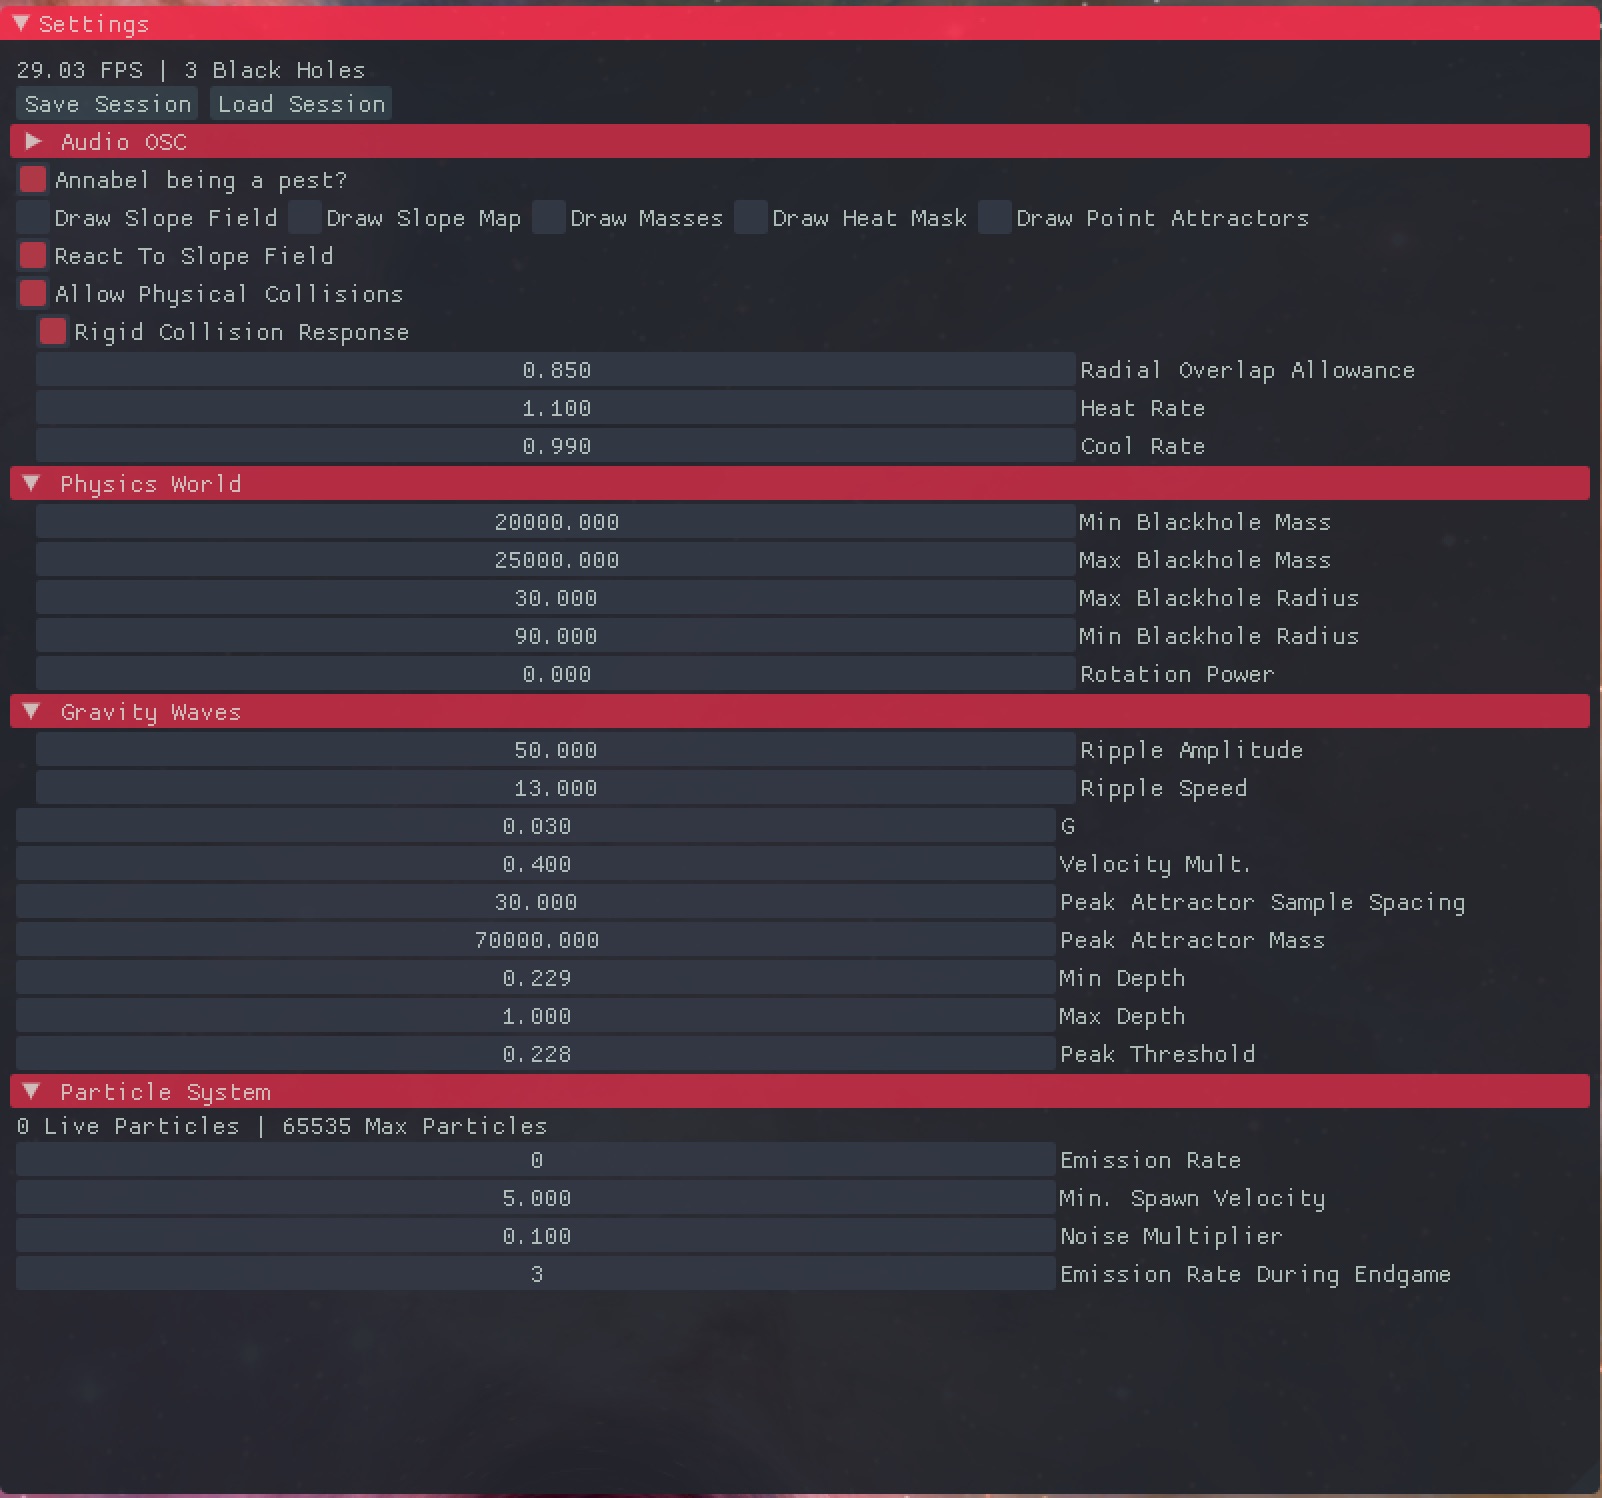 Settings
29.03 FPS | 3 Black Holes
Save Session Load Session
Audio OSC
Annabel being a pest?
Draw Slope Field Draw Slope Map Draw Masses Draw Heat Mask Draw Point Attractors
React To Slope Field
Allow Physical Collisions
Rigid Collision Response
0.850 Radial Overlap Allowance
1.100 Heat Rate
0.990 Cool Rate
Physics World
20000.000 Min Blackhole Mass
25000.000 Max Blackhole Mass
30.000 Max Blackhole Radius
90.000 Min Blackhole Radius
0.000 Rotation Power
Gravity Waves
50.000 Ripple Amplitude
13.000 Ripple Speed
0.030 G
0.400 Velocity Mult.
30.000 Peak Attractor Sample Spacing
70000.000 Peak Attractor Mass
0.229 Min Depth
1.000 Max Depth
0.228 Peak Threshold
Particle System
0 Live Particles | 65535 Max Particles
0 Emission Rate
5.000 Min. Spawn Velocity
0.100 Noise Multiplier
3 Emission Rate During Endgame